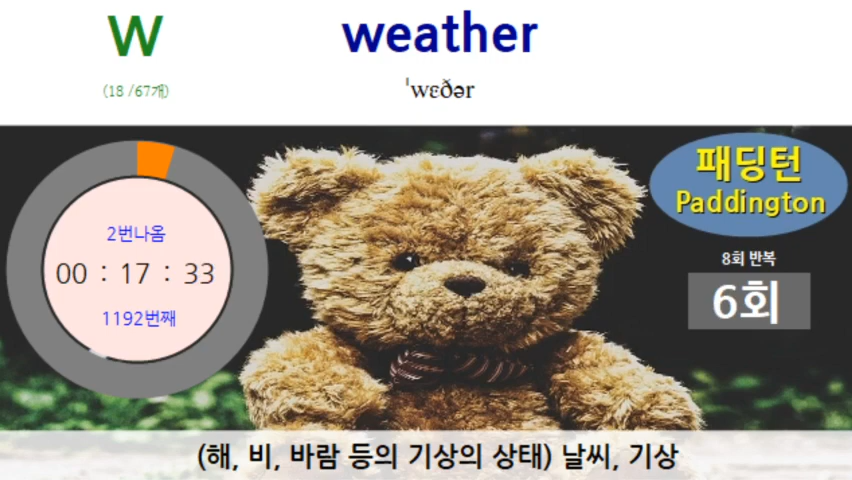 W
(18 /67개)
weather
ˈwɛðər
2번나옴
00 : 17 : 33
1192번째
패딩턴
Paddington
8회 반복
6회
(해, 비, 바람 등의 기상의 상태) 날씨, 기상